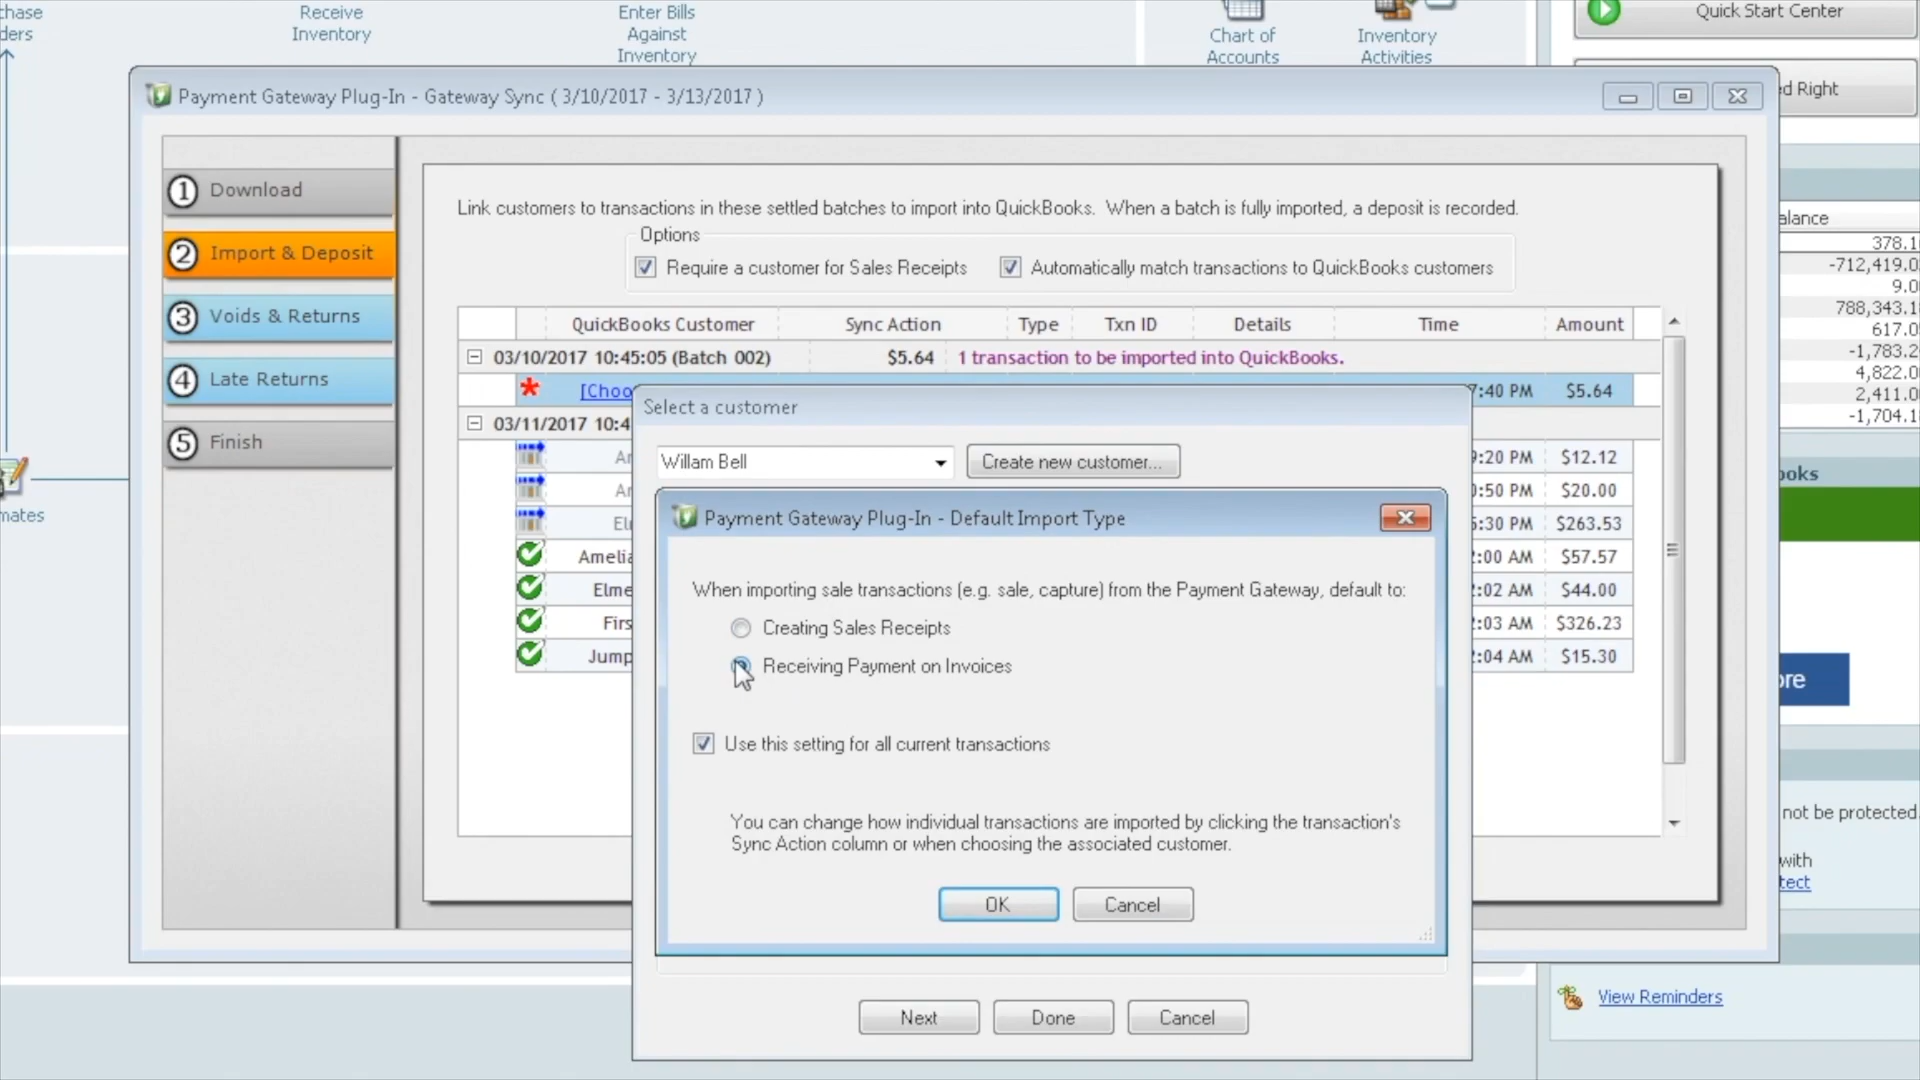 chase
ders
Receive
Inventory
Enter Bills
Against
Inventory
Chart of
Accounts
Inventory
Activities
Quick Start Center
d Right
Payment Gateway Plug-In - Gateway Sync ( 3/10/2017 - 3/13/2017 )
1 Download
2 Import & Deposit
3 Voids & Returns
4 Late Returns
5 Finish
Link customers to transactions in these settled batches to import into QuickBooks. When a batch is fully imported, a deposit is recorded.
Options
Require a customer for Sales Receipts
Automatically match transactions to QuickBooks customers
QuickBooks Customer Sync Action Type Txn ID Details Time Amount
03/10/2017 10:45:05 (Batch 002) $5.64 1 transaction to be imported into QuickBooks.
* [Choo 7:40 PM $5.64
03/11/2017 10:4
Ar 9:20 PM $12.12
Ar 0:50 PM $20.00
El 5:30 PM $263.53
Amelia :00 AM $57.57
Elme :02 AM $44.00
Firs :03 AM $326.23
Jump :04 AM $15.30
Select a customer
Willam Bell
Create new customer...
Payment Gateway Plug-In - Default Import Type
When importing sale transactions (e.g. sale, capture) from the Payment Gateway, default to:
Creating Sales Receipts
Receiving Payment on Invoices
Use this setting for all current transactions
You can change how individual transactions are imported by clicking the transaction's
Sync Action column or when choosing the associated customer.
OK
Cancel
Next
Done
Cancel
mates
alance
378.1
-712,419.0
9.0
788,343.1
617.0
-1,783.2
4,822.0
2,411.0
-1,704.1
ooks
ore
not be protected.
with
tect
View Reminders